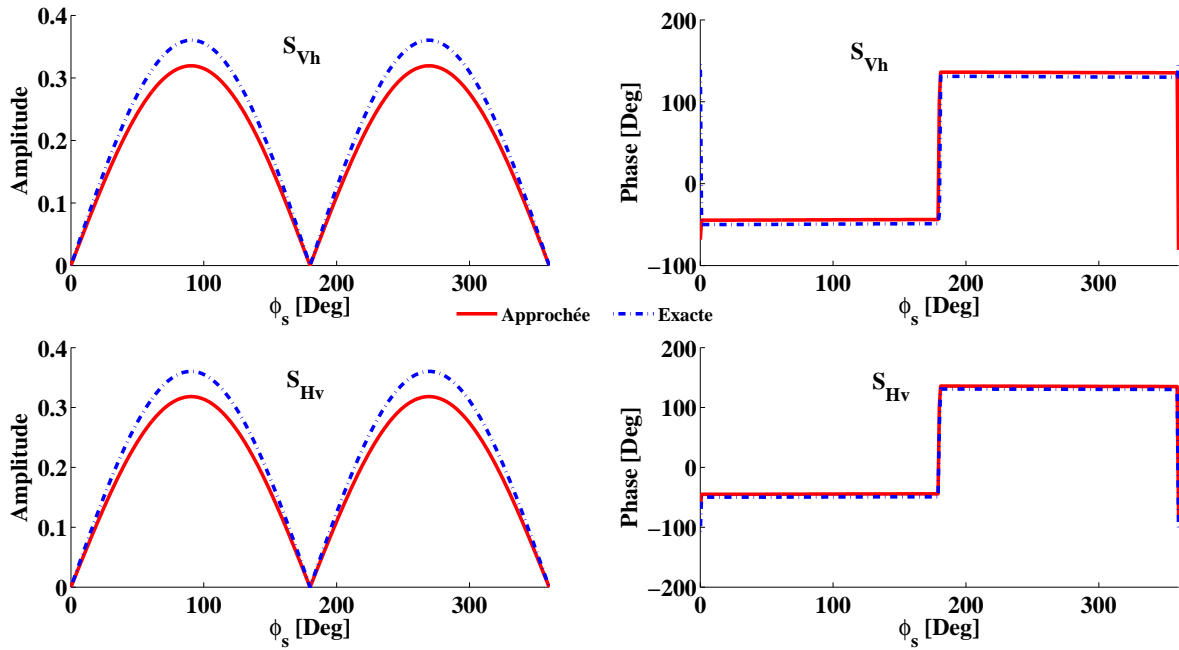 0.4
0.3
0.2
0.1
0
Amplitude
S_Vh
0 100 200 300
ϕ_s [Deg]
200
100
0
−100
Phase [Deg]
S_Vh
0 100 200 300
ϕ_s [Deg]
Approchée Exacte
0.4
0.3
0.2
0.1
0
Amplitude
S_Hv
0 100 200 300
ϕ_s [Deg]
200
100
0
−100
−200
Phase [Deg]
S_Hv
0 100 200 300
ϕ_s [Deg]